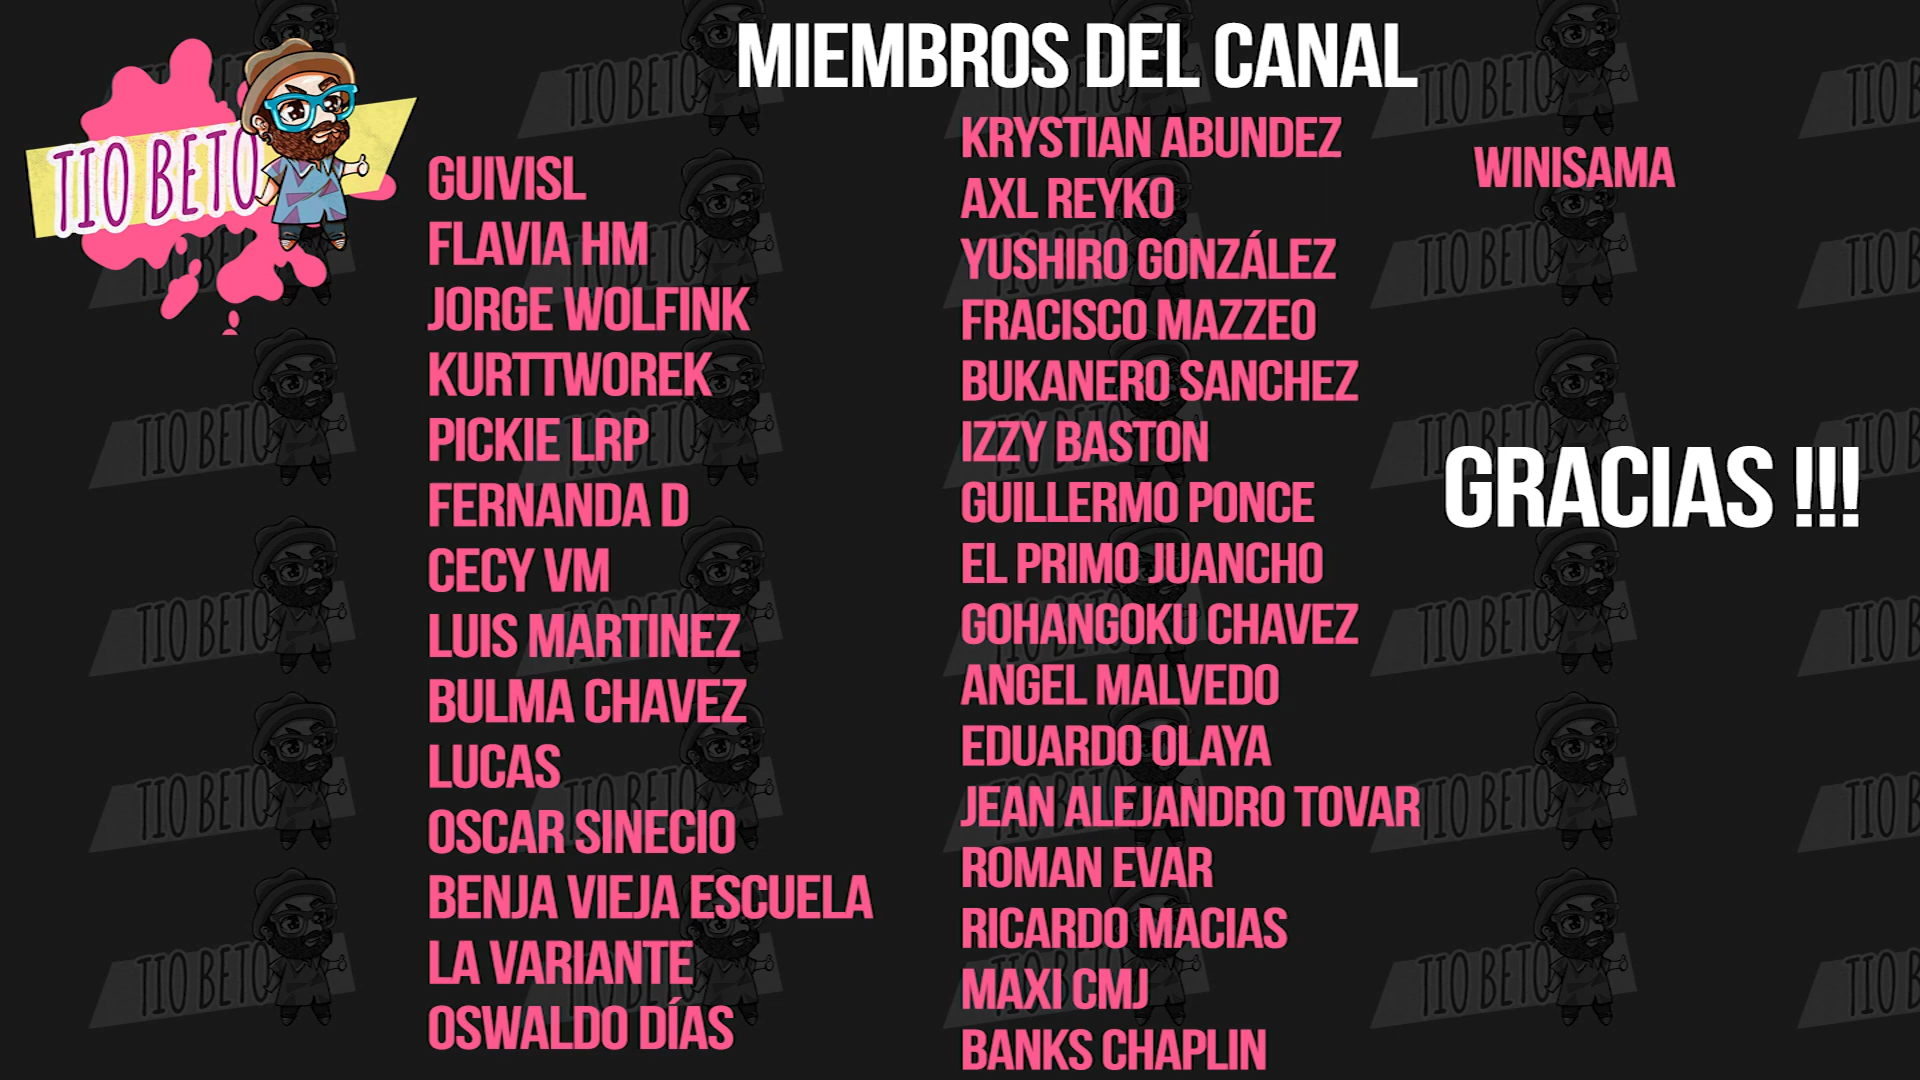 TIO BETO
MIEMBROS DEL CANAL
GUIVISL
FLAVIA HM
JORGE WOLFINK
KURTTWOREK
PICKIE LRP
FERNANDA D
CECY VM
LUIS MARTINEZ
BULMA CHAVEZ
LUCAS
OSCAR SINECIO
BENJA VIEJA ESCUELA
LA VARIANTE
OSWALDO DÍAS
KRYSTIAN ABUNDEZ
AXL REYKO
YUSHIRO GONZÁLEZ
FRACISCO MAZZEO
BUKANERO SANCHEZ
IZZY BASTON
GUILLERMO PONCE
EL PRIMO JUANCHO
GOHANGOKU CHAVEZ
ANGEL MALVEDO
EDUARDO OLAYA
JEAN ALEJANDRO TOVAR
ROMAN EVAR
RICARDO MACIAS
MAXI CMJ
BANKS CHAPLIN
WINISAMA
GRACIAS !!!